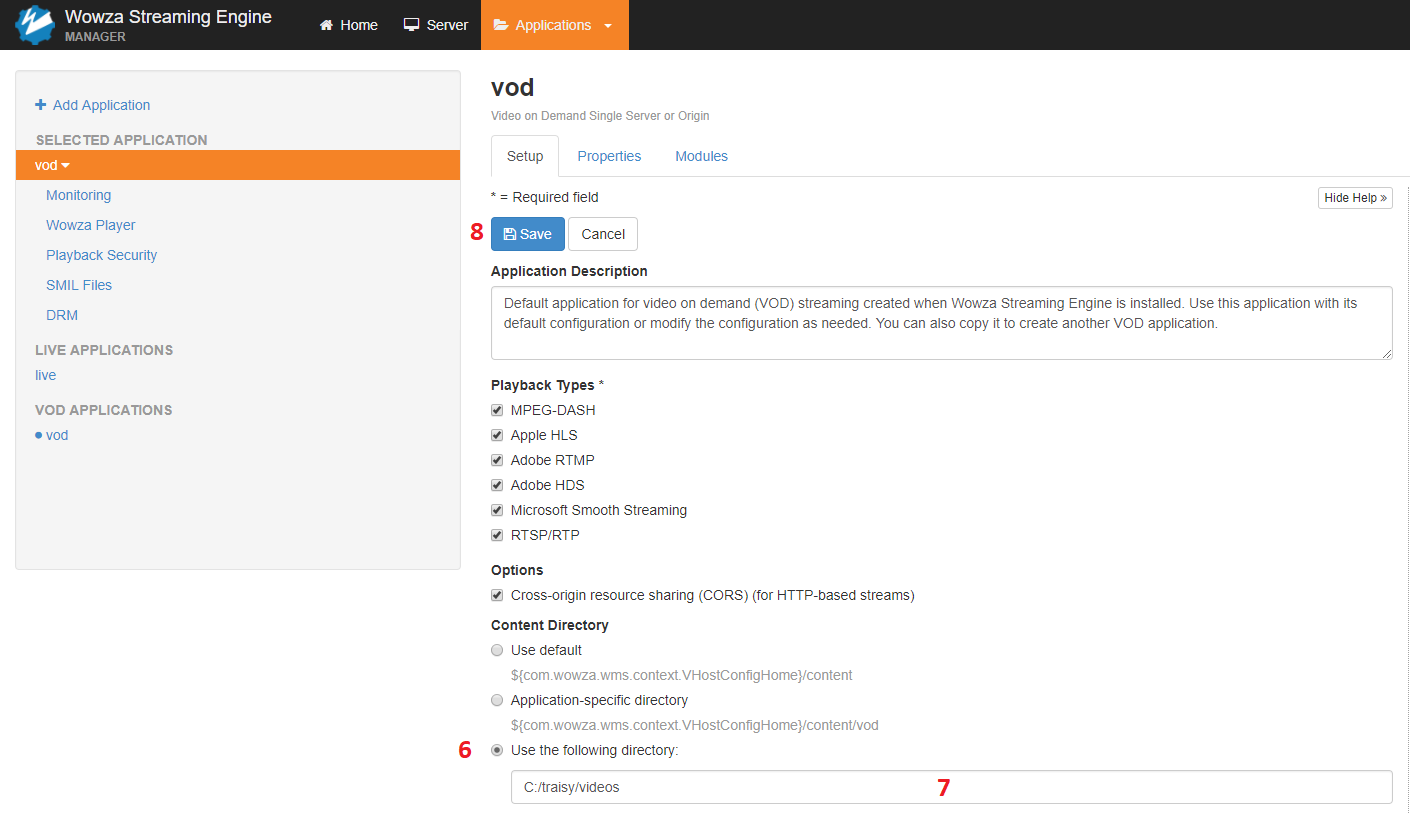 Wowza Streaming Engine
MANAGER
Home
Server
Applications
+ Add Application
SELECTED APPLICATION
vod
Monitoring
Wowza Player
Playback Security
SMIL Files
DRM
LIVE APPLICATIONS
live
VOD APPLICATIONS
vod
vod
Video on Demand Single Server or Origin
Setup
Properties
Modules
* = Required field
Hide Help »
8
Save
Cancel
Application Description
Default application for video on demand (VOD) streaming created when Wowza Streaming Engine is installed. Use this application with its
default configuration or modify the configuration as needed. You can also copy it to create another VOD application.
Playback Types *
MPEG-DASH
Apple HLS
Adobe RTMP
Adobe HDS
Microsoft Smooth Streaming
RTSP/RTP
Options
Cross-origin resource sharing (CORS) (for HTTP-based streams)
Content Directory
Use default
${com.wowza.wms.context.VHostConfigHome}/content
Application-specific directory
${com.wowza.wms.context.VHostConfigHome}/content/vod
6
Use the following directory:
C:/traisy/videos
7